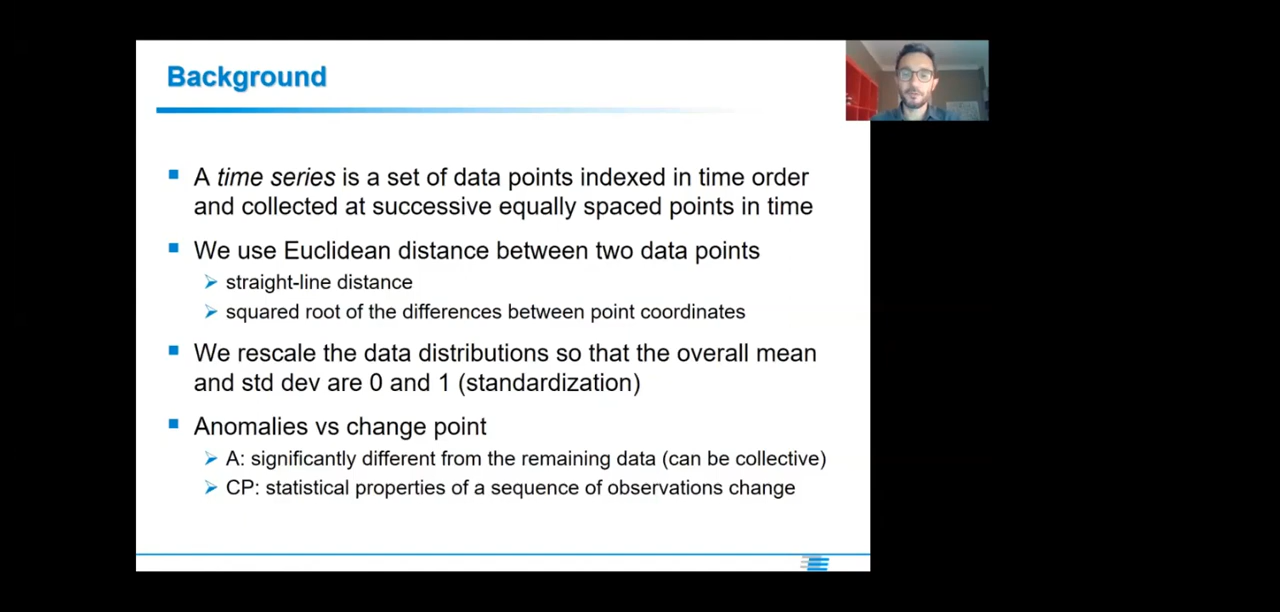 Background
A time series is a set of data points indexed in time order
and collected at successive equally spaced points in time
We use Euclidean distance between two data points
straight-line distance
squared root of the differences between point coordinates
We rescale the data distributions so that the overall mean
and std dev are 0 and 1 (standardization)
Anomalies vs change point
A: significantly different from the remaining data (can be collective)
CP: statistical properties of a sequence of observations change